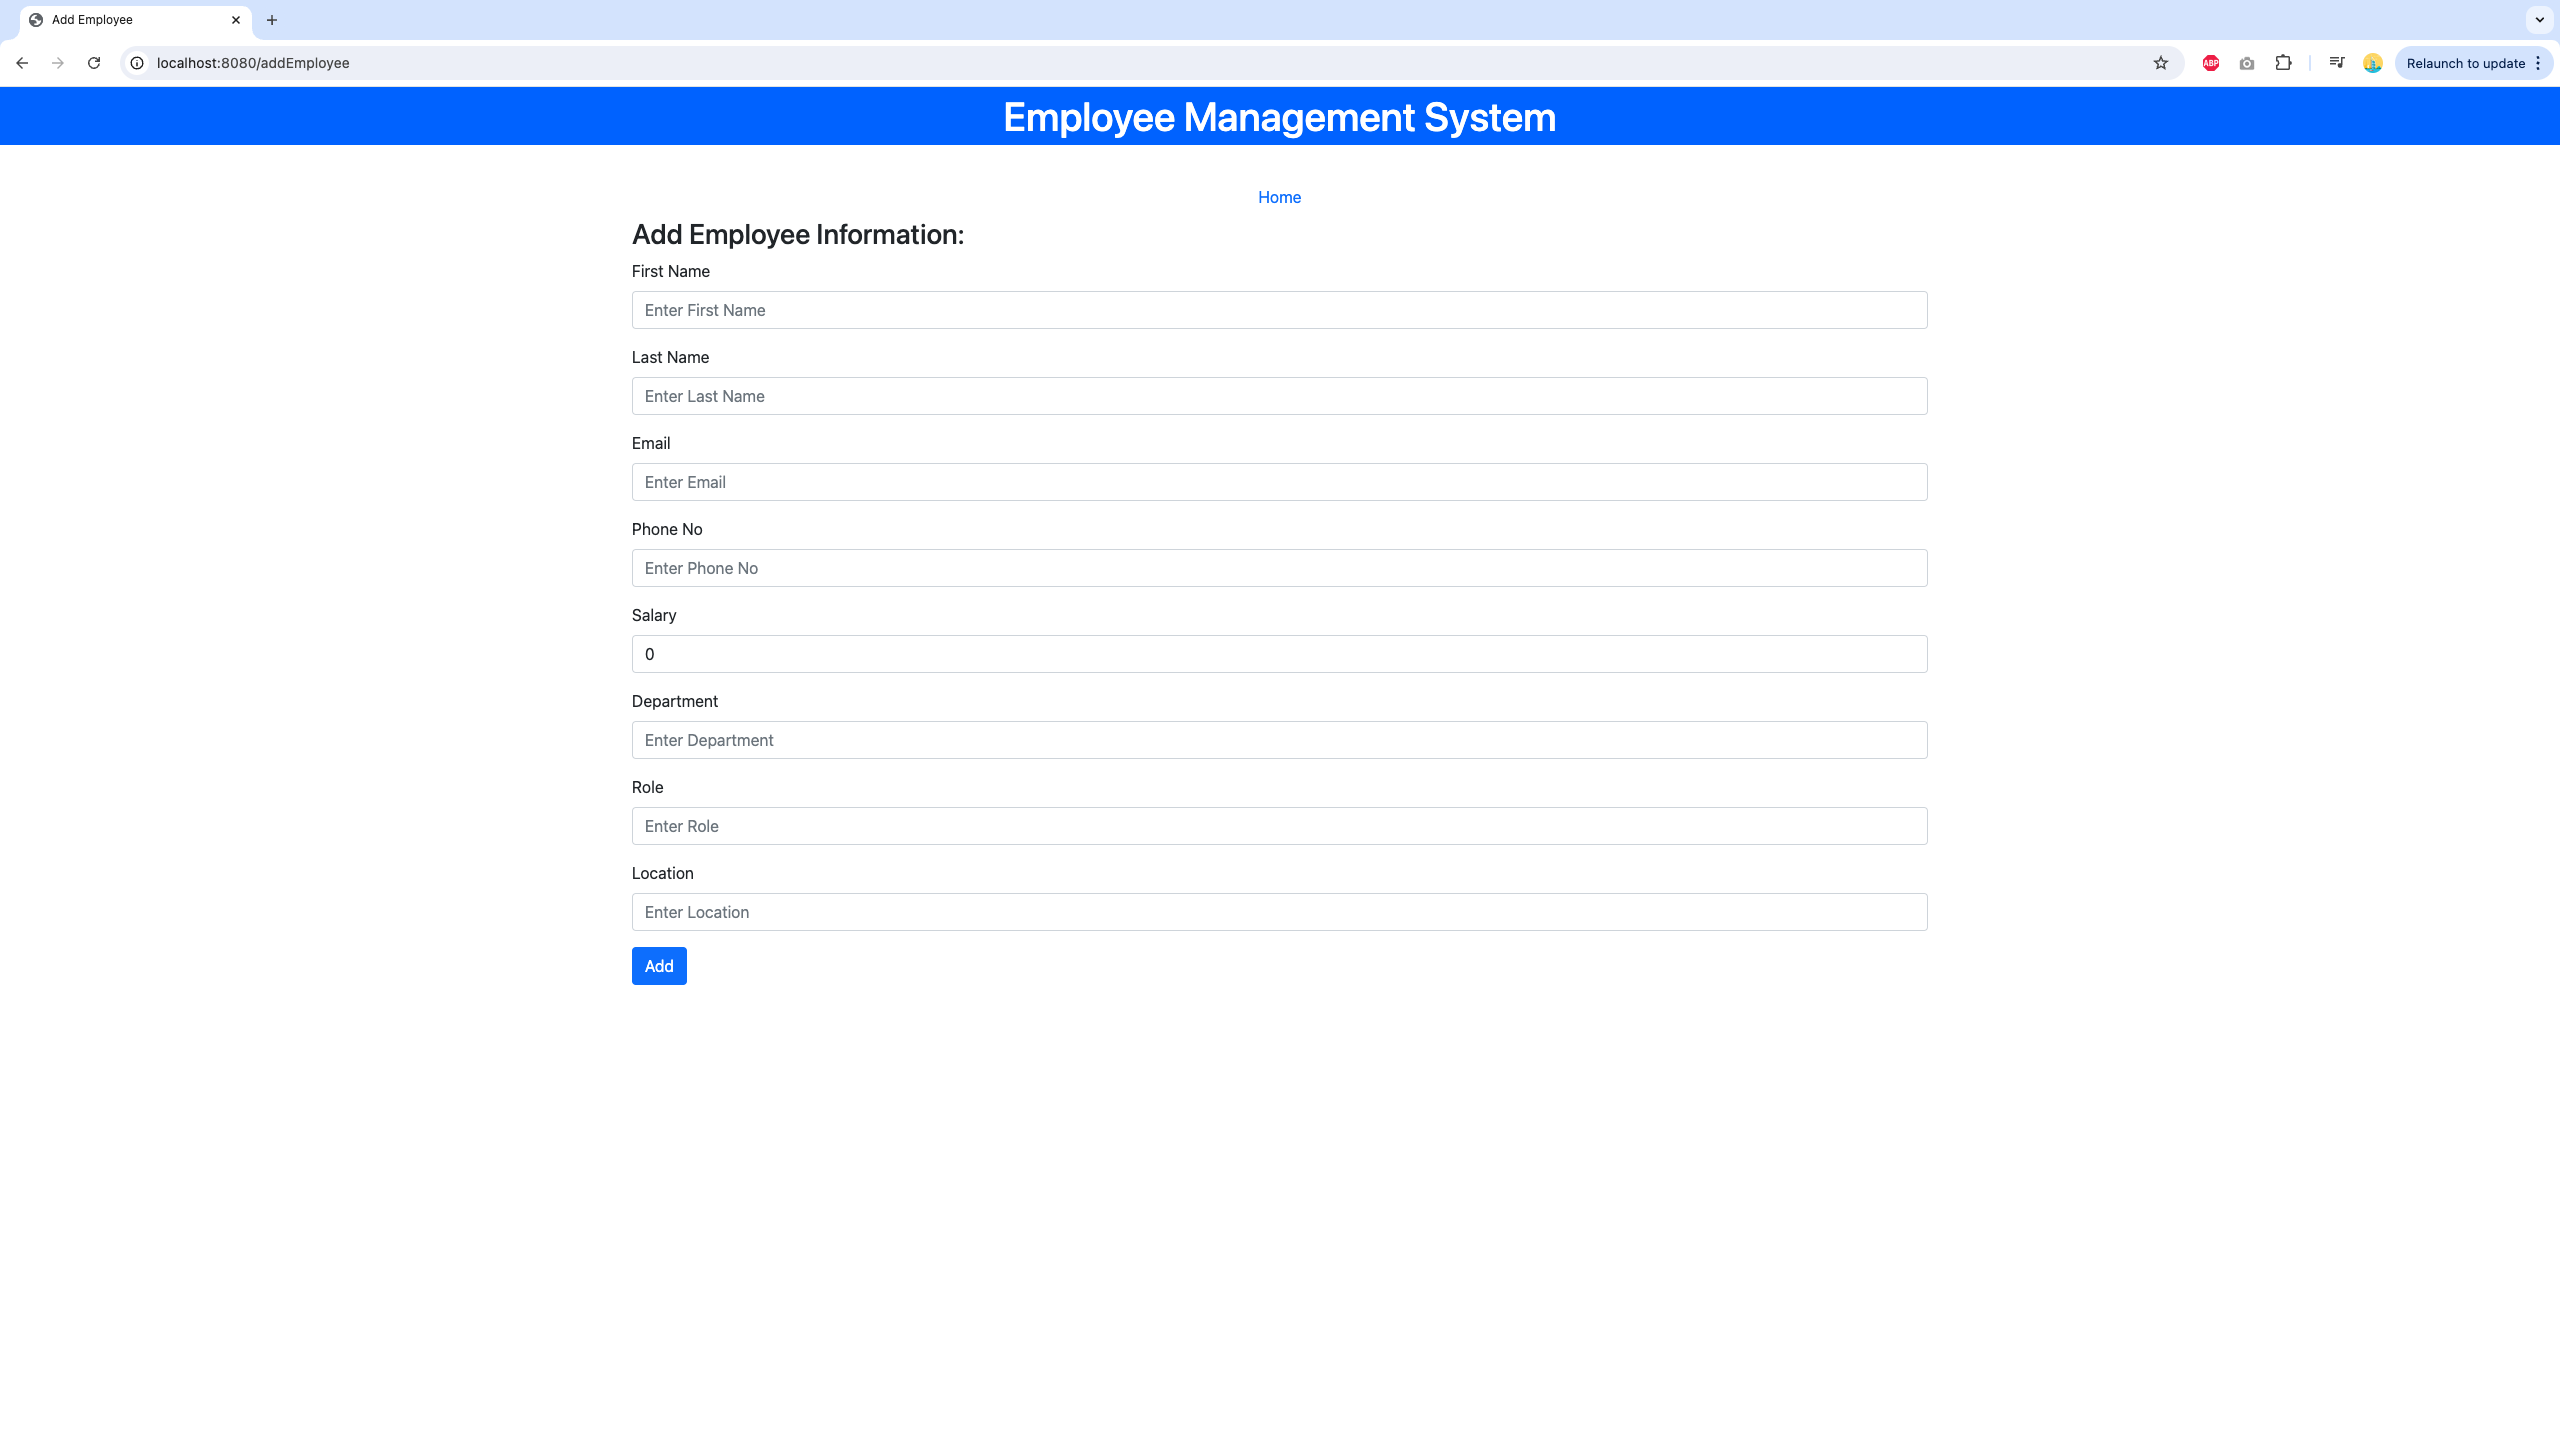 Add Employee
localhost:8080/addEmployee
ABP
Relaunch to update
Employee Management System
Home
Add Employee Information:
First Name
Enter First Name
Last Name
Enter Last Name
Email
Enter Email
Phone No
Enter Phone No
Salary
0
Department
Enter Department
Role
Enter Role
Location
Enter Location
Add